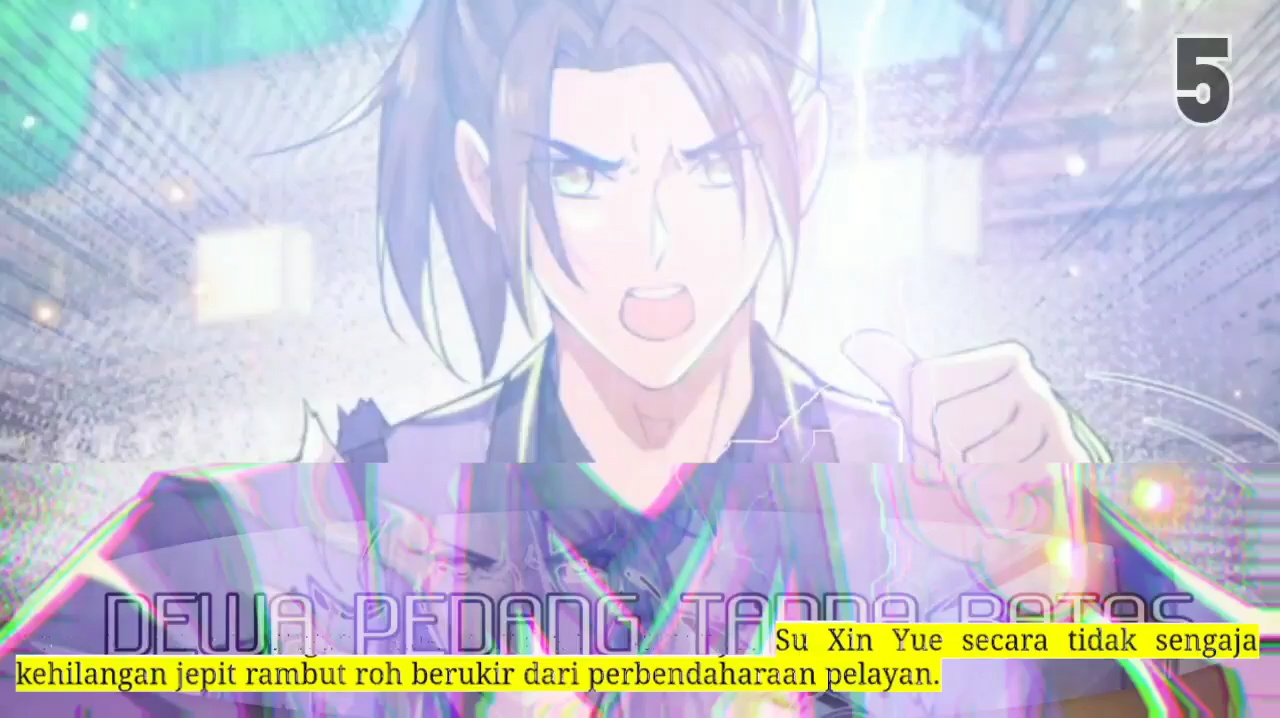 5
DEWA PEDANG TANPA BATAS
Su Xin Yue secara tidak sengaja
kehilangan jepit rambut roh berukir dari perbendaharaan pelayan.